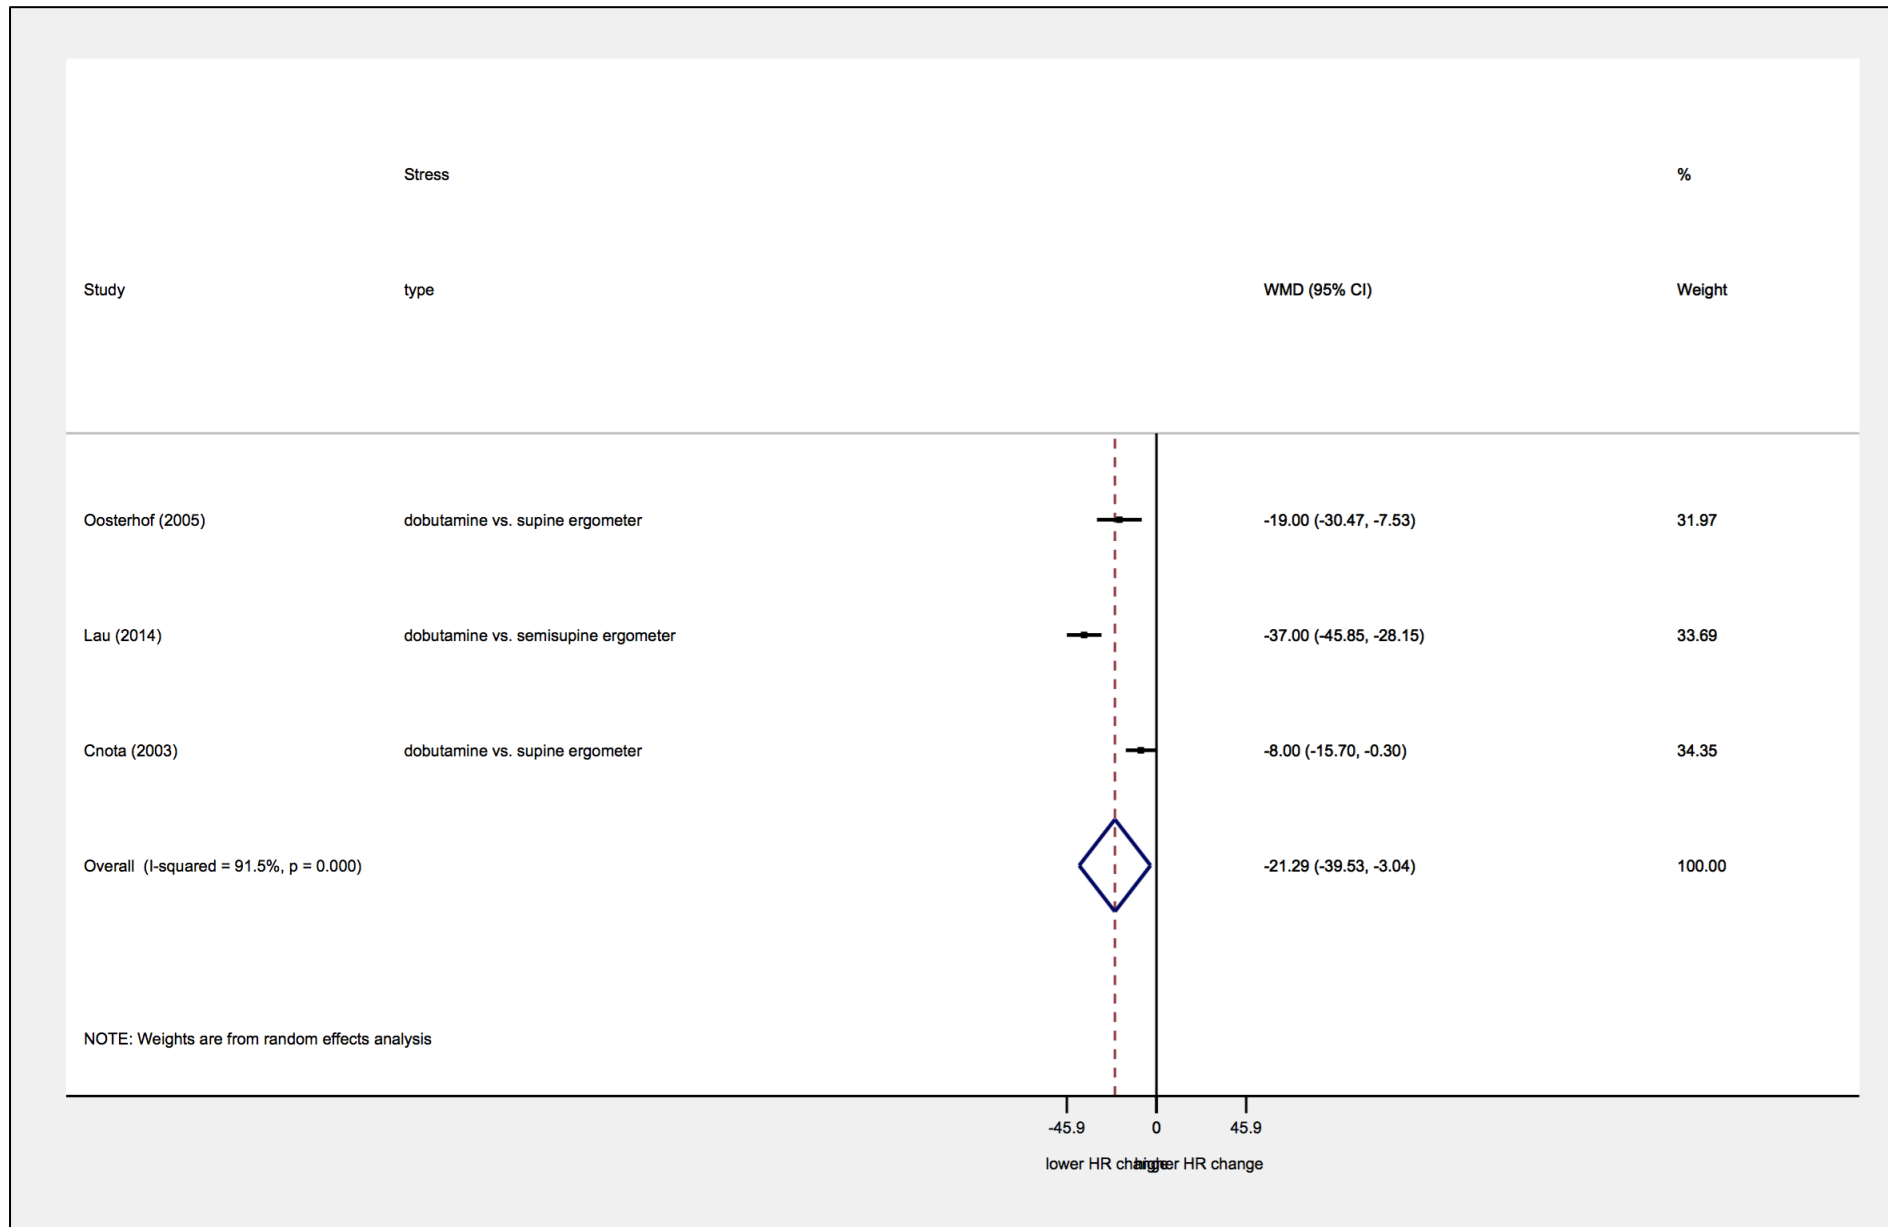 Stress %
Study type WMD (95% CI) Weight
Oosterhof (2005) dobutamine vs. supine ergometer -19.00 (-30.47, -7.53) 31.97
Lau (2014) dobutamine vs. semisupine ergometer -37.00 (-45.85, -28.15) 33.69
Cnota (2003) dobutamine vs. supine ergometer -8.00 (-15.70, -0.30) 34.35
Overall (I-squared = 91.5%, p = 0.000) -21.29 (-39.53, -3.04) 100.00
NOTE: Weights are from random effects analysis
-45.9 0 45.9
lower HR change higher HR change